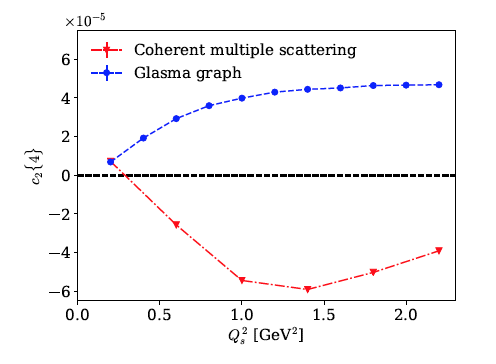 ×10⁻⁵
Coherent multiple scattering
Glasma graph
6
4
2
0
−2
−4
−6
c₂{4}
0.0 0.5 1.0 1.5 2.0
Qₛ² [GeV²]